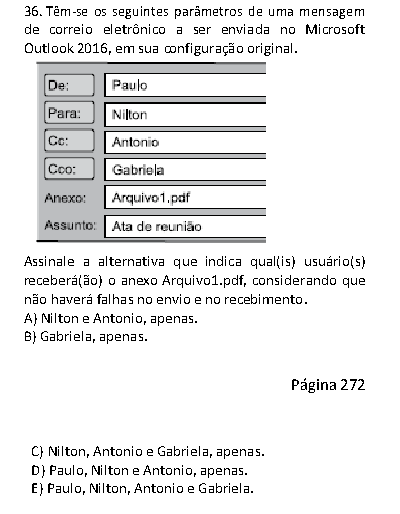 36. Têm-se os seguintes parâmetros de uma mensagem
de correio eletrônico a ser enviada no Microsoft
Outlook 2016, em sua configuração original.
De: Paulo
Para: Nilton
Cc: Antonio
Cco: Gabriela
Anexo: Arquivo1.pdf
Assunto: Ata de reunião
Assinale a alternativa que indica qual(is) usuário(s)
receberá(ão) o anexo Arquivo1.pdf, considerando que
não haverá falhas no envio e no recebimento.
A) Nilton e Antonio, apenas.
B) Gabriela, apenas.
Página 272
C) Nilton, Antonio e Gabriela, apenas.
D) Paulo, Nilton e Antonio, apenas.
E) Paulo, Nilton, Antonio e Gabriela.